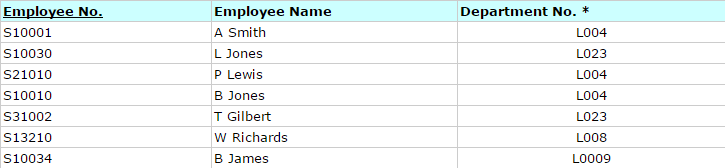 Employee No. Employee Name Department No. *
S10001 A Smith L004
S10030 L Jones L023
S21010 P Lewis L004
S10010 B Jones L004
S31002 T Gilbert L023
S13210 W Richards L008
S10034 B James L0009